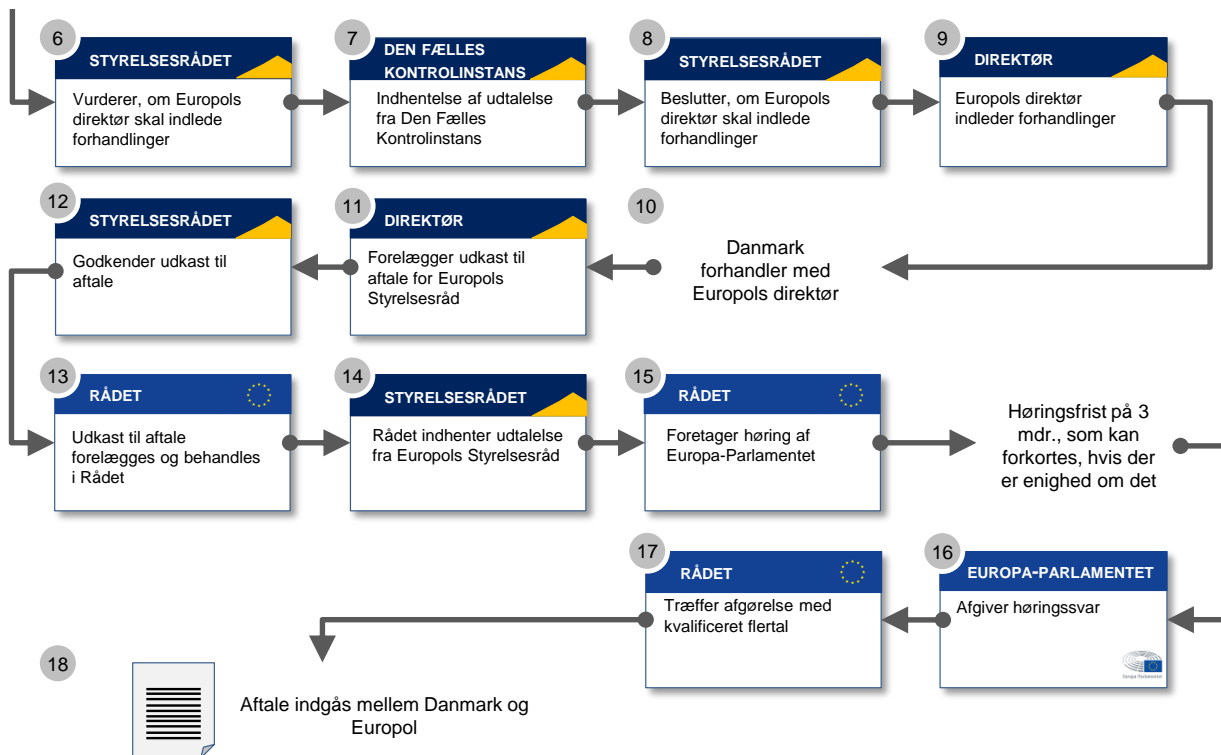 6
STYRELSESRÅDET
Vurderer, om Europols
direktør skal indlede
forhandlinger
7
DEN FÆLLES
KONTROLINSTANS
Indhentelse af udtalelse
fra Den Fælles
Kontrolinstans
8
STYRELSESRÅDET
Beslutter, om Europols
direktør skal indlede
forhandlinger
9
DIREKTØR
Europols direktør
indleder forhandlinger
10
Danmark
forhandler med
Europols direktør
11
DIREKTØR
Forelægger udkast til
aftale for Europols
Styrelsesråd
12
STYRELSESRÅDET
Godkender udkast til
aftale
13
RÅDET
Udkast til aftale
forelægges og behandles
i Rådet
14
STYRELSESRÅDET
Rådet indhenter udtalelse
fra Europols Styrelsesråd
15
RÅDET
Foretager høring af
Europa-Parlamentet
Høringsfrist på 3
mdr., som kan
forkortes, hvis der
er enighed om det
16
EUROPA-PARLAMENTET
Afgiver høringssvar
Europa-Parlamentet
17
RÅDET
Træffer afgørelse med
kvalificeret flertal
18
Aftale indgås mellem Danmark og
Europol